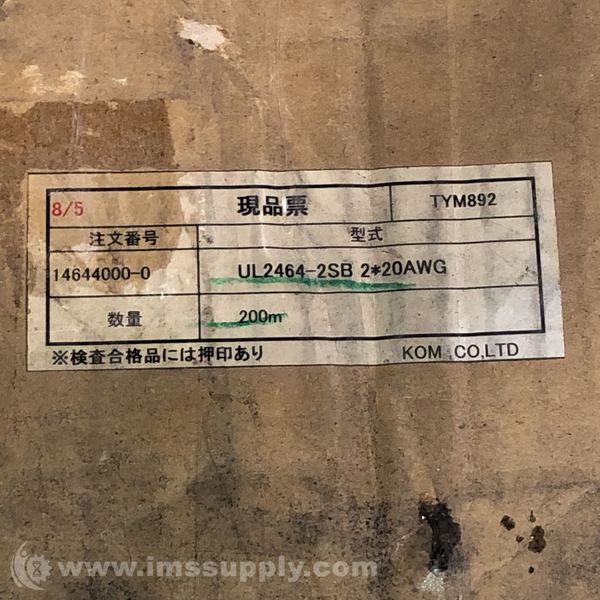 8/5 現品票 TYM892
注文番号 型式
14644000-0 UL2464-2SB 2*20AWG
数量 200m
※検査合格品には押印あり KOM .CO,LTD
www.imssupply.com